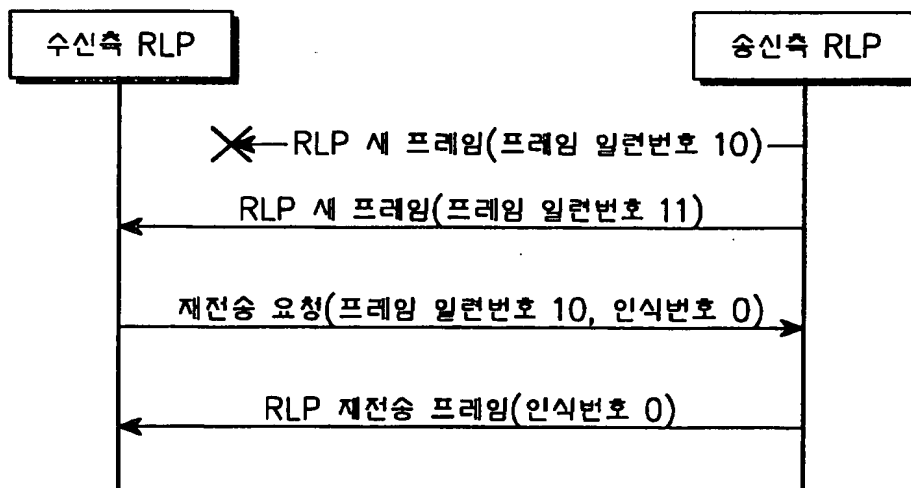 수신측 RLP
송신측 RLP
RLP 새 프레임(프레임 일련번호 10)
RLP 새 프레임(프레임 일련번호 11)
재전송 요청(프레임 일련번호 10, 인식번호 0)
RLP 재전송 프레임(인식번호 0)